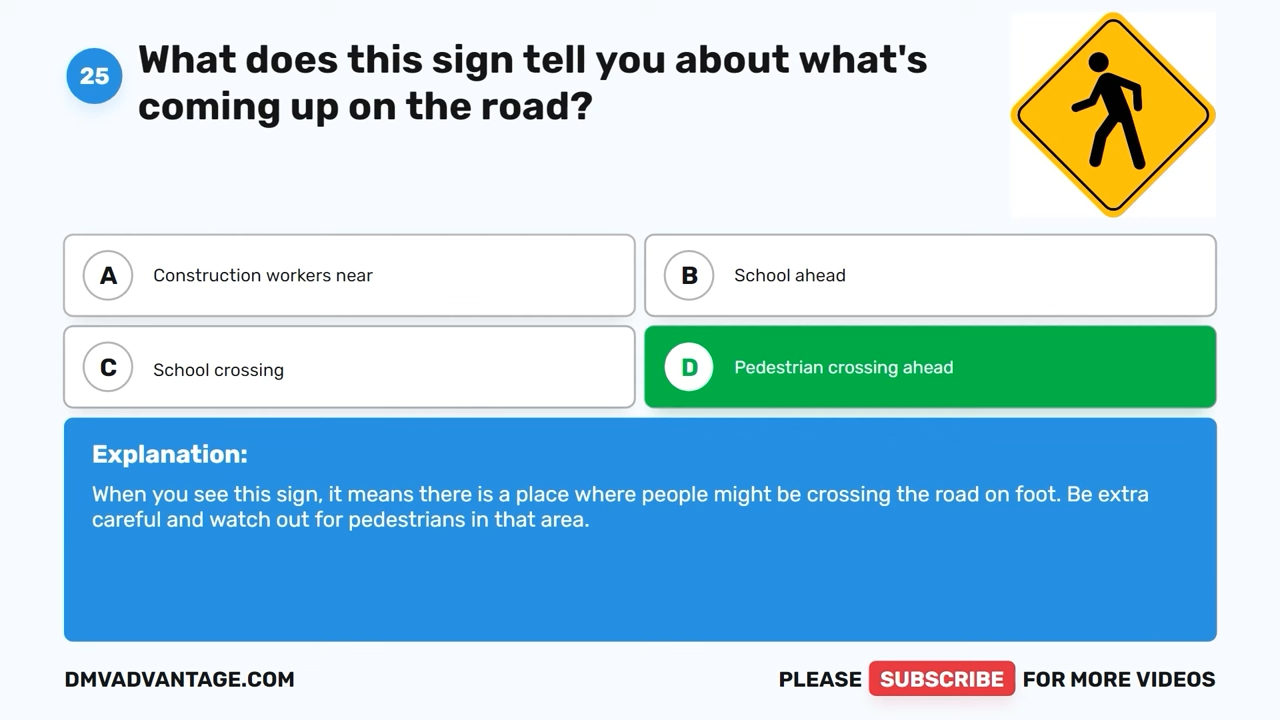 25
What does this sign tell you about what's
coming up on the road?
A
Construction workers near
B
School ahead
C
School crossing
D
Pedestrian crossing ahead
Explanation:
When you see this sign, it means there is a place where people might be crossing the road on foot. Be extra
careful and watch out for pedestrians in that area.
DMVADVANTAGE.COM
PLEASE SUBSCRIBE FOR MORE VIDEOS